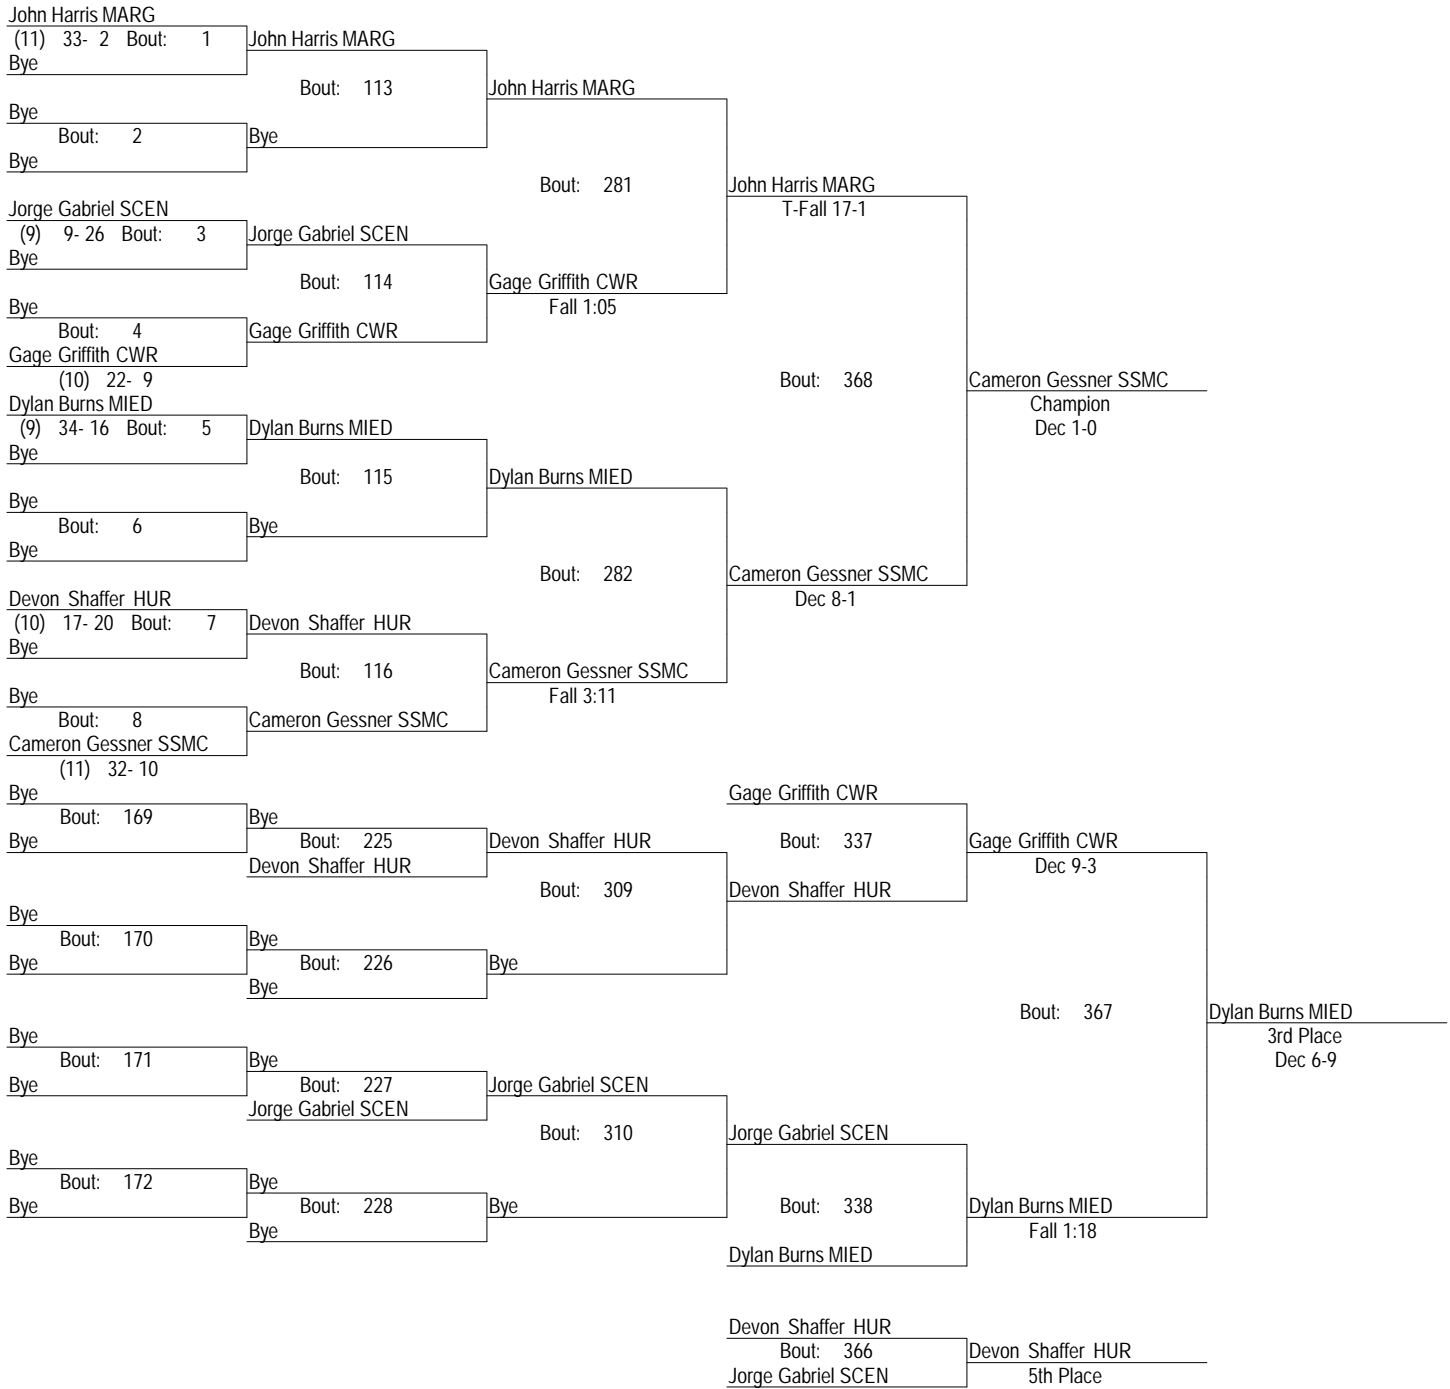 John Harris MARG
(11) 33- 2 Bout: 1 John Harris MARG
Bye
Bout: 113 John Harris MARG
Bye
Bout: 2 Bye
Bye
Bout: 281 John Harris MARG
T-Fall 17-1
Jorge Gabriel SCEN
(9) 9- 26 Bout: 3 Jorge Gabriel SCEN
Bye
Bout: 114 Gage Griffith CWR
Fall 1:05
Bye
Bout: 4 Gage Griffith CWR
Gage Griffith CWR
(10) 22- 9
Bout: 368 Cameron Gessner SSMC
Champion
Dec 1-0
Dylan Burns MIED
(9) 34- 16 Bout: 5 Dylan Burns MIED
Bye
Bout: 115 Dylan Burns MIED
Bye
Bout: 6 Bye
Bye
Bout: 282 Cameron Gessner SSMC
Dec 8-1
Devon Shaffer HUR
(10) 17- 20 Bout: 7 Devon Shaffer HUR
Bye
Bout: 116 Cameron Gessner SSMC
Fall 3:11
Bye
Bout: 8 Cameron Gessner SSMC
Cameron Gessner SSMC
(11) 32- 10
Bye
Bout: 169 Bye
Bye
Bout: 225 Devon Shaffer HUR
Devon Shaffer HUR
Gage Griffith CWR
Bout: 337 Gage Griffith CWR
Dec 9-3
Bout: 309 Devon Shaffer HUR
Bye
Bout: 170 Bye
Bye
Bout: 226 Bye
Bye
Bout: 367 Dylan Burns MIED
3rd Place
Dec 6-9
Bye
Bout: 171 Bye
Bye
Bout: 227 Jorge Gabriel SCEN
Jorge Gabriel SCEN
Bout: 310 Jorge Gabriel SCEN
Bye
Bout: 172 Bye
Bye
Bout: 228 Bye
Bye
Bout: 338 Dylan Burns MIED
Fall 1:18
Dylan Burns MIED
Devon Shaffer HUR
Bout: 366 Devon Shaffer HUR
Jorge Gabriel SCEN
5th Place